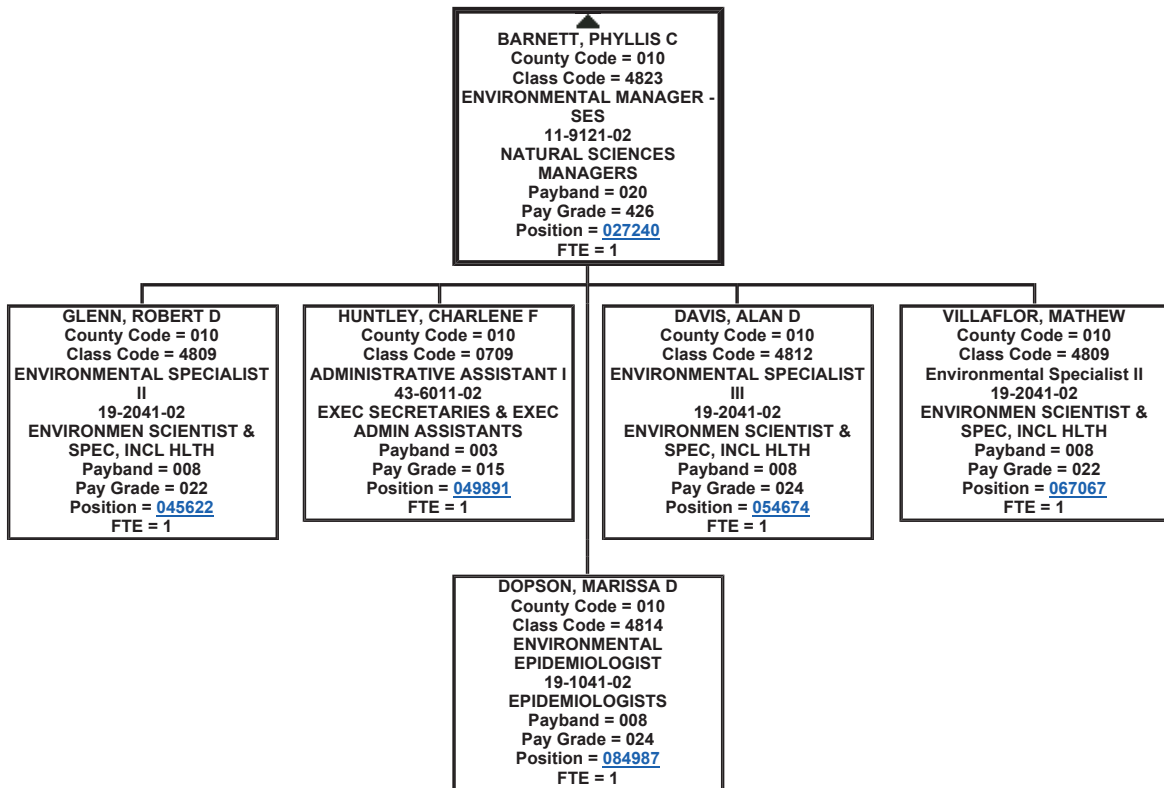 BARNETT, PHYLLIS C
County Code = 010
Class Code = 4823
ENVIRONMENTAL MANAGER -
SES
11-9121-02
NATURAL SCIENCES
MANAGERS
Payband = 020
Pay Grade = 426
Position = 027240
FTE = 1
GLENN, ROBERT D
County Code = 010
Class Code = 4809
ENVIRONMENTAL SPECIALIST
II
19-2041-02
ENVIRONMEN SCIENTIST &
SPEC, INCL HLTH
Payband = 008
Pay Grade = 022
Position = 045622
FTE = 1
HUNTLEY, CHARLENE F
County Code = 010
Class Code = 0709
ADMINISTRATIVE ASSISTANT I
43-6011-02
EXEC SECRETARIES & EXEC
ADMIN ASSISTANTS
Payband = 003
Pay Grade = 015
Position = 049891
FTE = 1
DAVIS, ALAN D
County Code = 010
Class Code = 4812
ENVIRONMENTAL SPECIALIST
III
19-2041-02
ENVIRONMEN SCIENTIST &
SPEC, INCL HLTH
Payband = 008
Pay Grade = 024
Position = 054674
FTE = 1
VILLAFLOR, MATHEW
County Code = 010
Class Code = 4809
Environmental Specialist II
19-2041-02
ENVIRONMEN SCIENTIST &
SPEC, INCL HLTH
Payband = 008
Pay Grade = 022
Position = 067067
FTE = 1
DOPSON, MARISSA D
County Code = 010
Class Code = 4814
ENVIRONMENTAL
EPIDEMIOLOGIST
19-1041-02
EPIDEMIOLOGISTS
Payband = 008
Pay Grade = 024
Position = 084987
FTE = 1